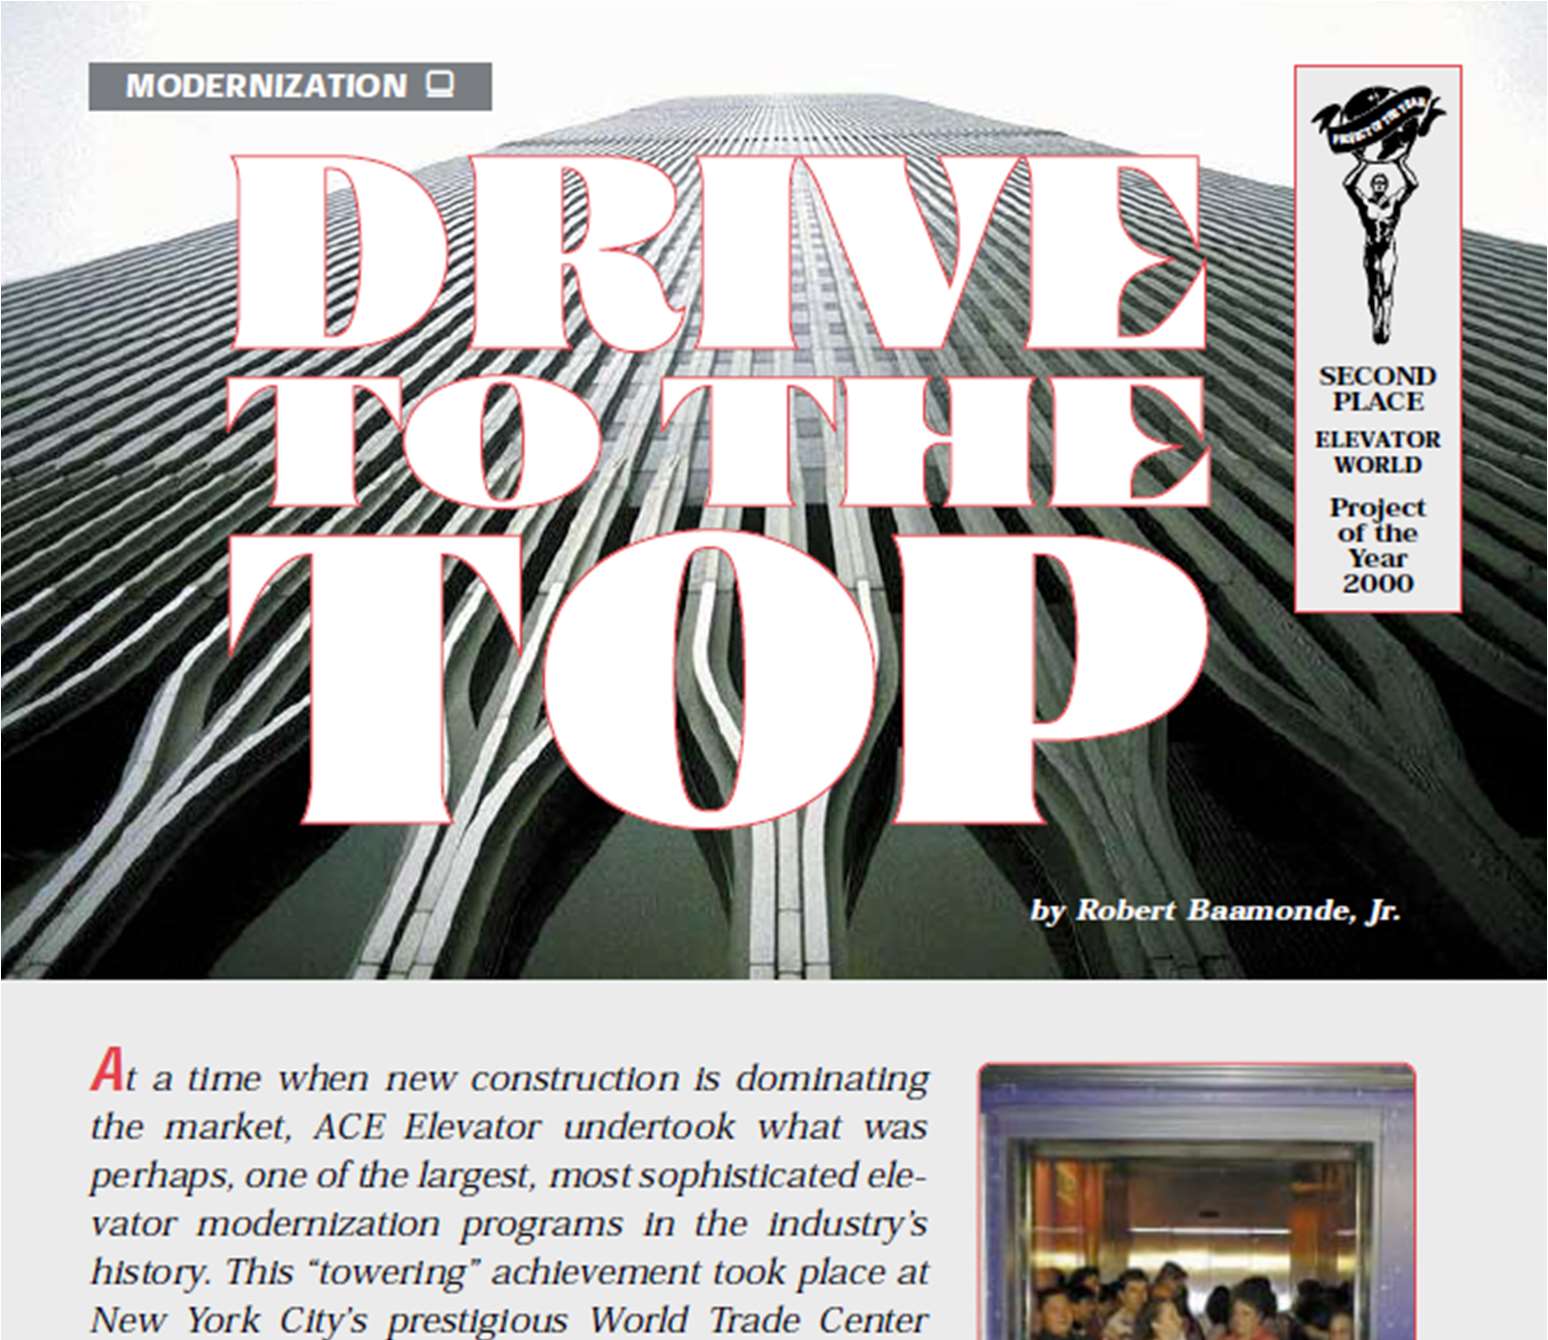 MODERNIZATION
DRIVE
TO THE
TOP
PROJECT OF THE YEAR
SECOND
PLACE
ELEVATOR
WORLD
Project
of the
Year
2000
by Robert Baamonde, Jr.
At a time when new construction is dominating
the market, ACE Elevator undertook what was
perhaps, one of the largest, most sophisticated ele-
vator modernization programs in the industry's
history. This “towering” achievement took place at
New York City's prestigious World Trade Center